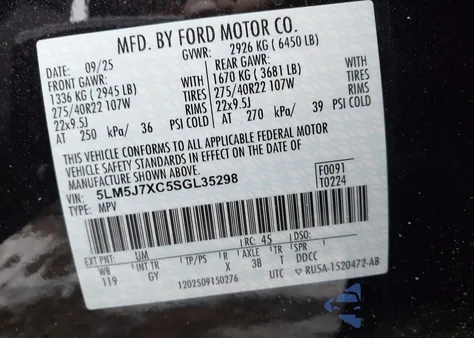 MFD. BY FORD MOTOR CO.
DATE: 09/25 GVWR: 2926 KG (6450 LB)
FRONT GAWR: REAR GAWR:
1336 KG (2945 LB) WITH 1670 KG (3681 LB) WITH
275/40R22 107W TIRES 275/40R22 107W TIRES
22x9.5J RIMS 22x9.5J RIMS
AT 250 kPa/ 36 PSI COLD AT 270 kPa/ 39 PSI COLD
THIS VEHICLE CONFORMS TO ALL APPLICABLE FEDERAL MOTOR
VEHICLE SAFETY STANDARDS IN EFFECT ON THE DATE OF
MANUFACTURE SHOWN ABOVE.
VIN: 5LM5J7XC5SGL35298 F0091
TYPE: MPV T0224
EXT PNT: UM RC: 45 DSO:
WB INT TR TP/PS R AXLE TR SPR
119 GY X 3B T DDCC
1202509150276 UTC RU5A-1520472-AB